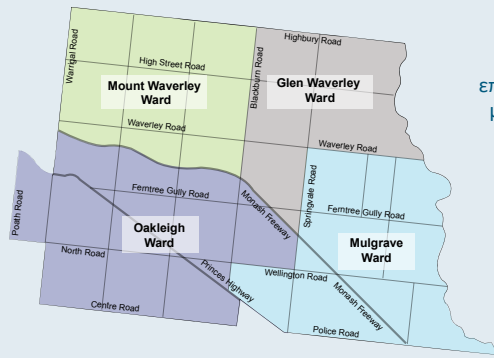 Highbury Road
Warrigal Road
High Street Road
Blackburn Road
Mount Waverley
Ward
Glen Waverley
Ward
επ
Waverley Road
Waverley Road
Springvale Road
Ferntree Gully Road
Monash Freeway
Ferntree Gully Road
Poath Road
Oakleigh
Ward
Mulgrave
Ward
North Road
Princes Highway
Wellington Road
Monash Freeway
Centre Road
Police Road